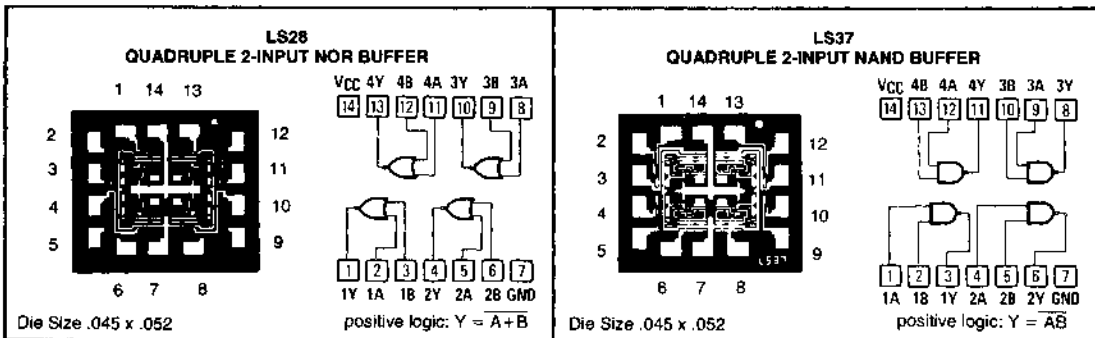 LS28
QUADRUPLE 2-INPUT NOR BUFFER
VCC 4Y 4B 4A 3Y 3B 3A
14 13 12 11 10 9 8
1 14 13
2 12
3 11
4 10
5 9
6 7 8
1 2 3 4 5 6 7
1Y 1A 1B 2Y 2A 2B GND
Die Size .045 x .052
positive logic: Y = A+B
LS37
QUADRUPLE 2-INPUT NAND BUFFER
VCC 4B 4A 4Y 3B 3A 3Y
14 13 12 11 10 9 8
1 14 13
2 12
3 11
4 10
5 9
LS37
6 7 8
1 2 3 4 5 6 7
1A 1B 1Y 2A 2B 2Y GND
Die Size .045 x .052
positive logic: Y = AB